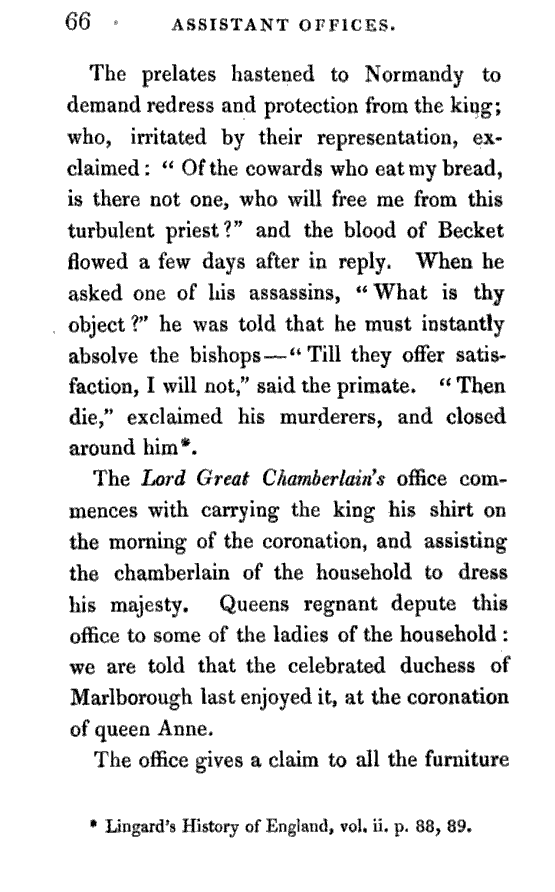 66 ASSISTANT OFFICES.
The prelates hastened to Normandy to
demand redress and protection from the king;
who, irritated by their representation, ex-
claimed: “ Of the cowards who eat my bread,
is there not one, who will free me from this
turbulent priest?” and the blood of Becket
flowed a few days after in reply. When he
asked one of his assassins, “ What is thy
object?” he was told that he must instantly
absolve the bishops—“ Till they offer satis-
faction, I will not,” said the primate. “ Then
die,” exclaimed his murderers, and closed
around him*.
The Lord Great Chamberlain's office com-
mences with carrying the king his shirt on
the morning of the coronation, and assisting
the chamberlain of the household to dress
his majesty. Queens regnant depute this
office to some of the ladies of the household:
we are told that the celebrated duchess of
Marlborough last enjoyed it, at the coronation
of queen Anne.
The office gives a claim to all the furniture
* Lingard's History of England, vol. ii. p. 88, 89.